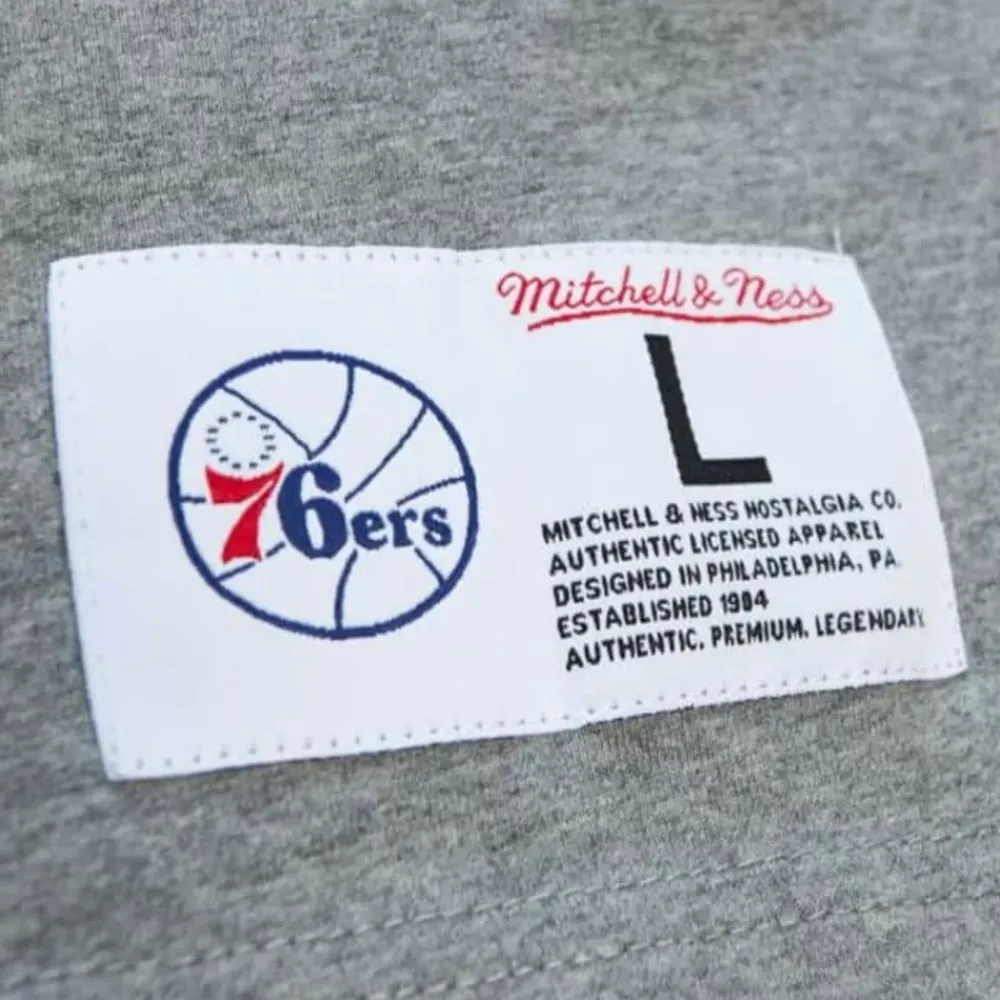 76ers
Mitchell & Ness
L
MITCHELL & NESS NOSTALGIA CO.
AUTHENTIC LICENSED APPAREL
DESIGNED IN PHILADELPHIA, PA
ESTABLISHED 1904
AUTHENTIC. PREMIUM. LEGENDARY